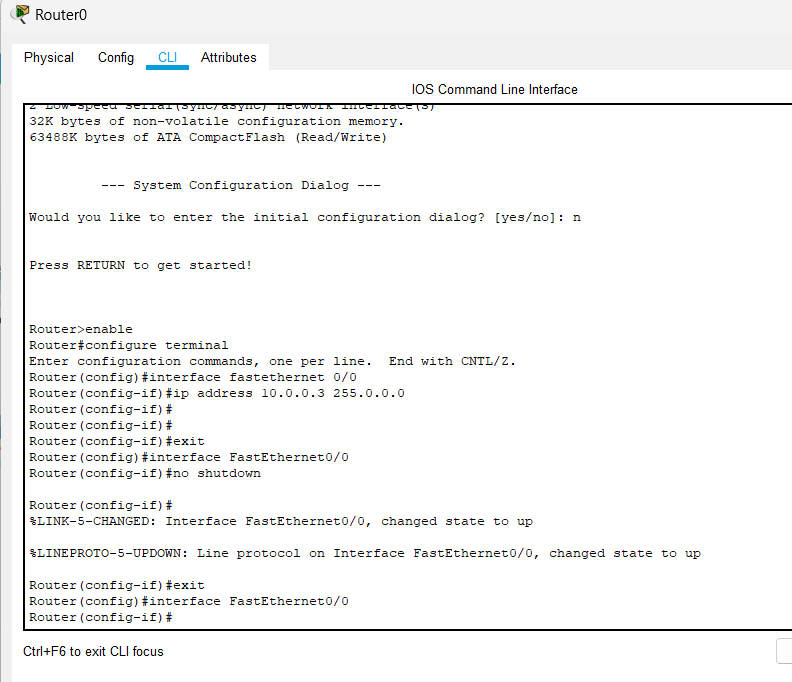 Router0
Physical Config CLI Attributes
IOS Command Line Interface
2 Low-speed serial(sync/async) network interface(s)
32K bytes of non-volatile configuration memory.
63488K bytes of ATA CompactFlash (Read/Write)
--- System Configuration Dialog ---
Would you like to enter the initial configuration dialog? [yes/no]: n
Press RETURN to get started!
Router>enable
Router#configure terminal
Enter configuration commands, one per line.  End with CNTL/Z.
Router(config)#interface fastethernet 0/0
Router(config-if)#ip address 10.0.0.3 255.0.0.0
Router(config-if)#
Router(config-if)#
Router(config-if)#exit
Router(config)#interface FastEthernet0/0
Router(config-if)#no shutdown
Router(config-if)#
%LINK-5-CHANGED: Interface FastEthernet0/0, changed state to up
%LINEPROTO-5-UPDOWN: Line protocol on Interface FastEthernet0/0, changed state to up
Router(config-if)#exit
Router(config)#interface FastEthernet0/0
Router(config-if)#
Ctrl+F6 to exit CLI focus